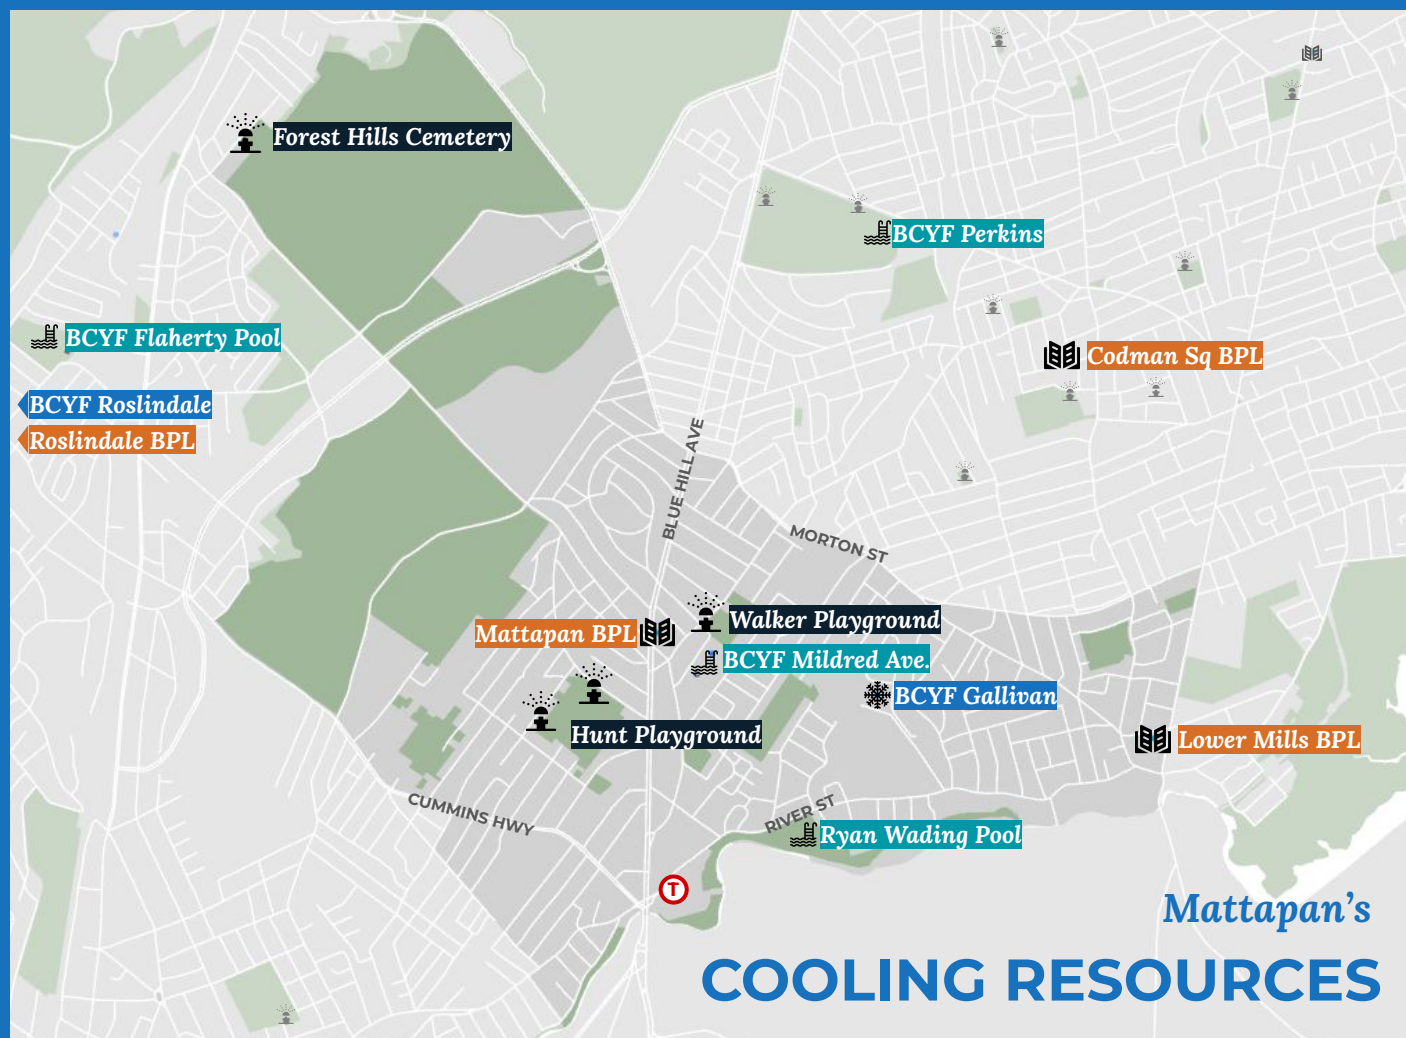 Forest Hills Cemetery
BCYF Perkins
BCYF Flaherty Pool
Codman Sq BPL
BCYF Roslindale
Roslindale BPL
BLUE HILL AVE
MORTON ST
Walker Playground
Mattapan BPL
BCYF Mildred Ave.
BCYF Gallivan
Hunt Playground
Lower Mills BPL
CUMMINS HWY
RIVER ST
Ryan Wading Pool
T
Mattapan's
COOLING RESOURCES